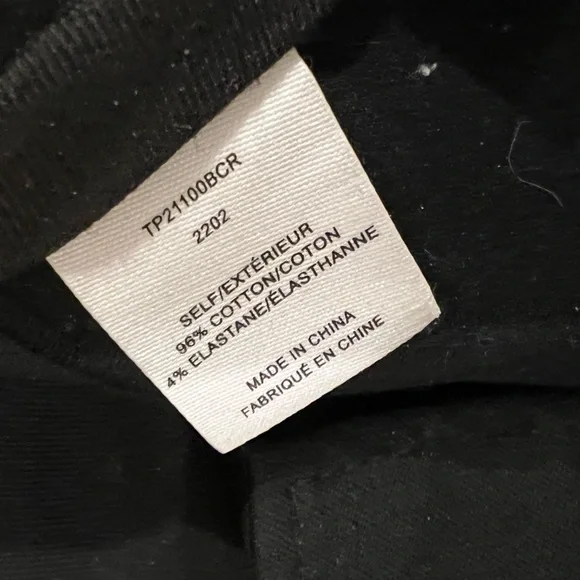 TP21100BCR
2202
SELF/EXTÉRIEUR
96% COTTON/COTON
4% ELASTANE/ÉLASTHANNE
MADE IN CHINA
FABRIQUÉ EN CHINE